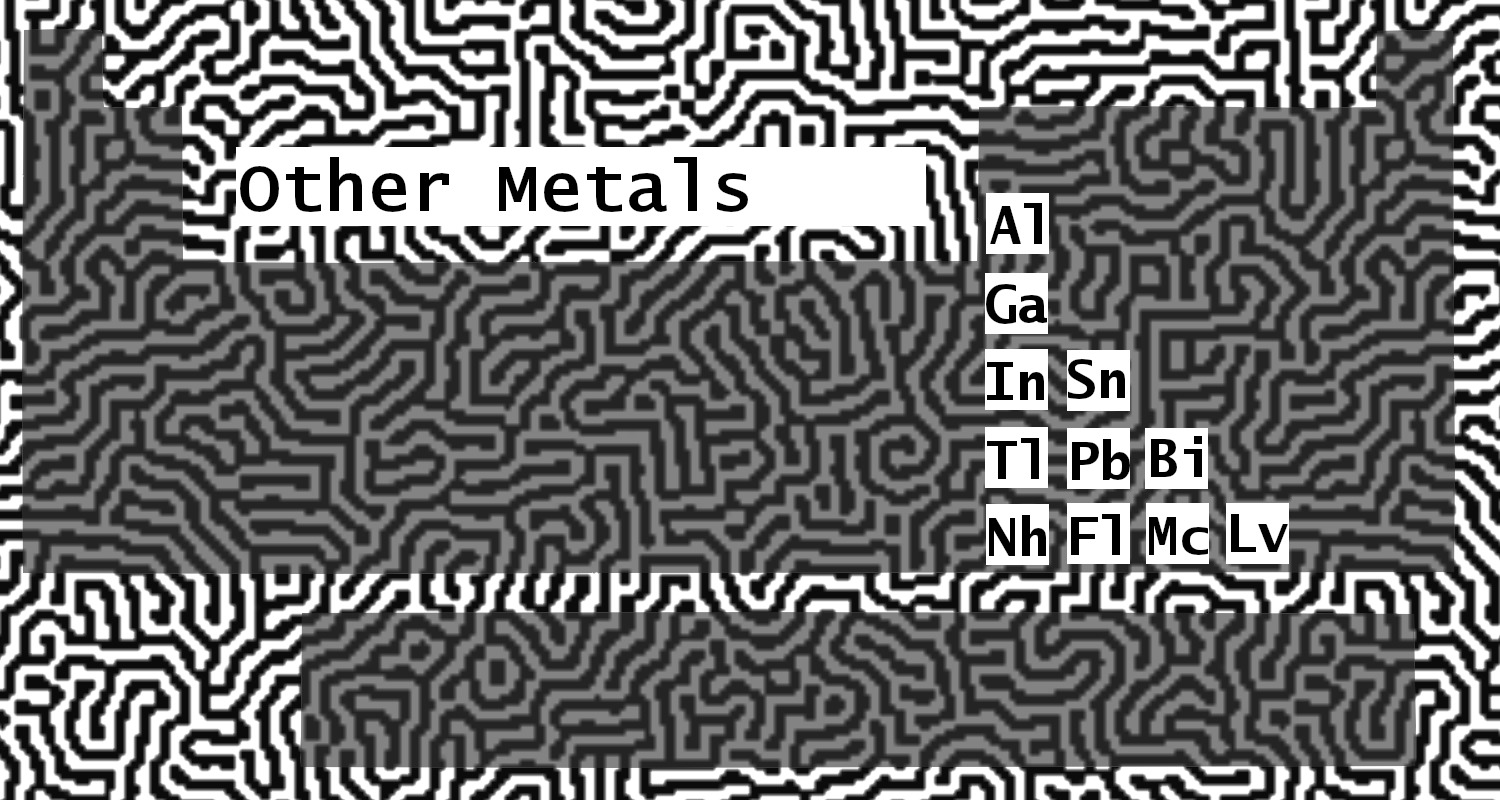 Other Metals
Al
Ga
In Sn
Tl Pb Bi
Nh Fl Mc Lv